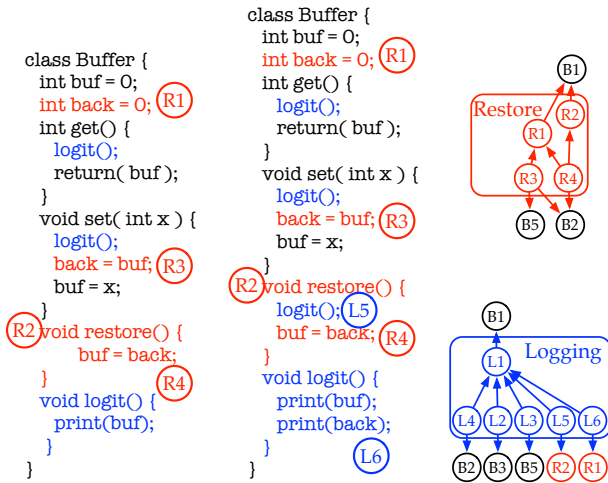 class Buffer {
int buf = 0;
int back = 0; R1
int get() {
logit();
return( buf );
}
void set( int x ) {
logit();
back = buf; R3
buf = x;
}
R2 void restore() {
buf = back;
} R4
void logit() {
print(buf);
}
}
class Buffer {
int buf = 0;
int back = 0; R1
int get() {
logit();
return( buf );
}
void set( int x ) {
logit();
back = buf; R3
buf = x;
}
R2 void restore() {
logit(); L5
buf = back; R4
}
void logit() {
print(buf);
print(back);
} L6
}
B1
Restore R2
R1
R3 R4
B5 B2
B1
L1 Logging
L4 L2 L3 L5 L6
B2 B3 B5 R2 R1